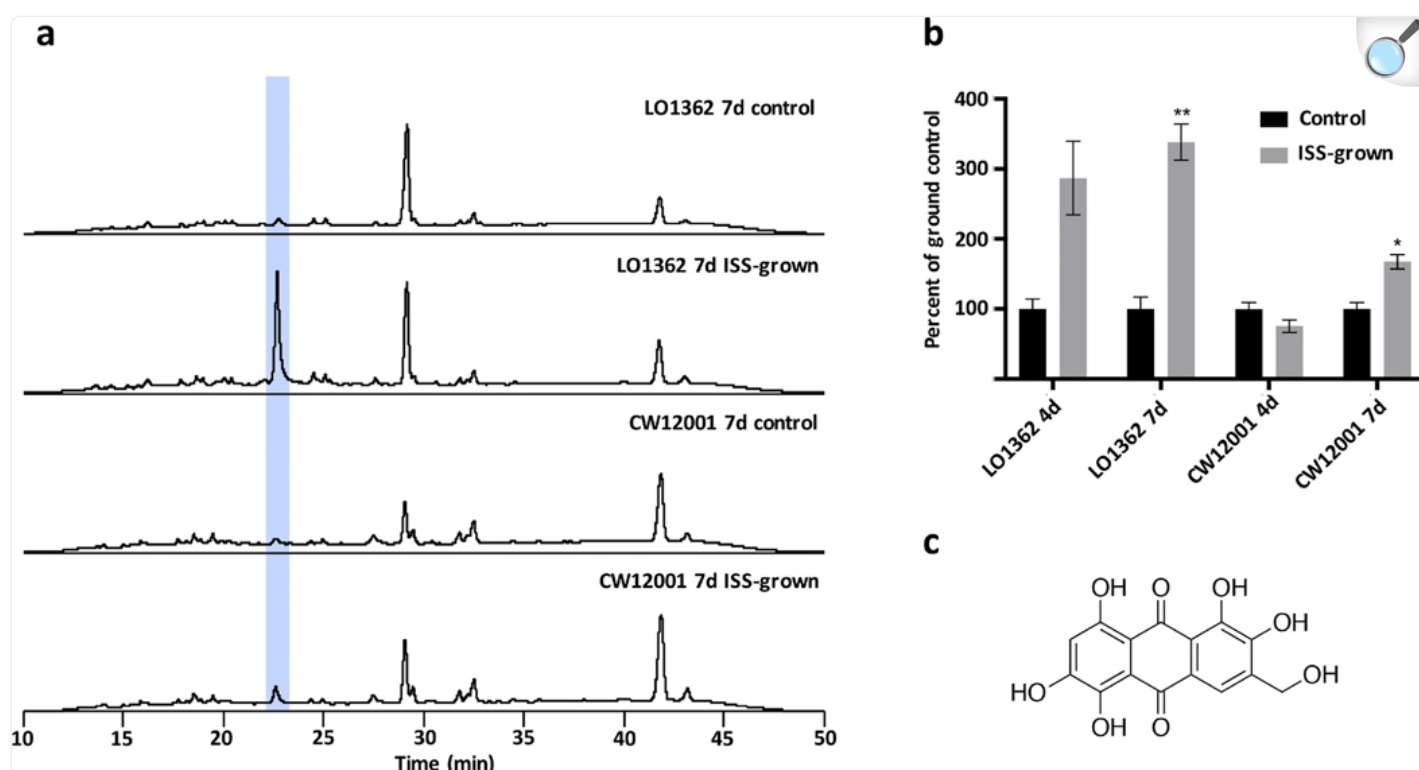 a
LO1362 7d control
LO1362 7d ISS-grown
CW12001 7d control
CW12001 7d ISS-grown
10 15 20 25 30 35 40 45 50
Time (min)
b
Percent of ground control
400
300
200
100
**
*
Control
ISS-grown
LO1362 4d
LO1362 7d
CW12001 4d
CW12001 7d
c
OH O OH
OH
OH
HO
OH O